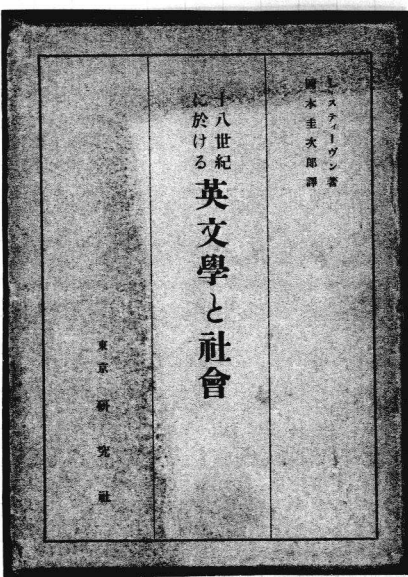 L・スティーヴン著
岡本圭次郎譯
十八世紀
に於ける
英文學と社會
東京 研究社